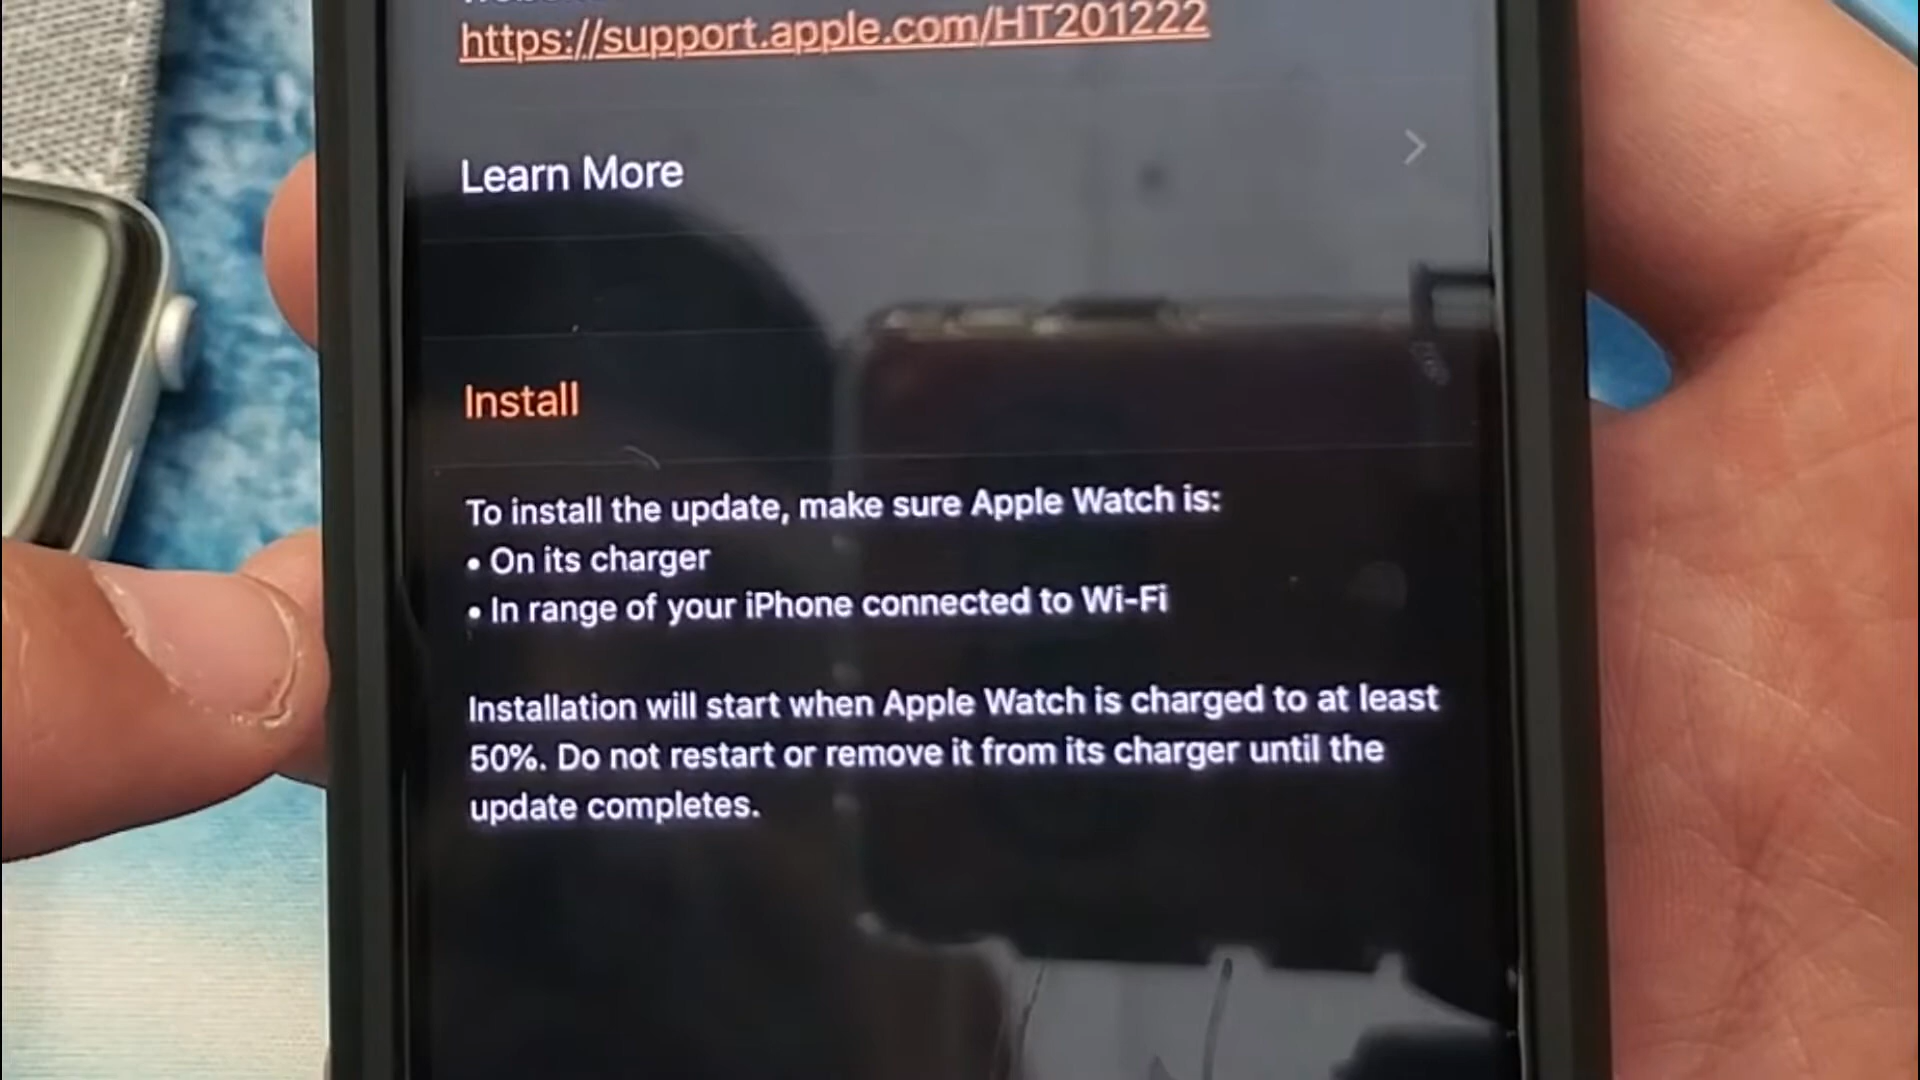 https://support.apple.com/HT201222
Learn More
Install
To install the update, make sure Apple Watch is:
• On its charger
• In range of your iPhone connected to Wi-Fi
Installation will start when Apple Watch is charged to at least
50%. Do not restart or remove it from its charger until the
update completes.